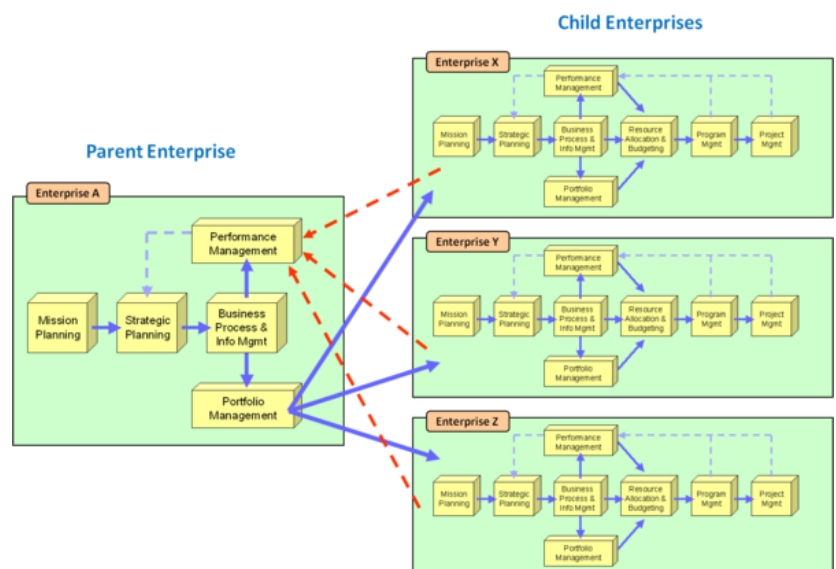 Child Enterprises
Parent Enterprise
Enterprise A
Performance
Management
Mission
Planning
Strategic
Planning
Business
Process &
Info Mgmt
Portfolio
Management
Enterprise X
Performance
Management
Mission
Planning
Strategic
Planning
Business
Process &
Info Mgmt
Resource
Allocation &
Budgeting
Program
Mgmt
Project
Mgmt
Portfolio
Management
Enterprise Y
Performance
Management
Mission
Planning
Strategic
Planning
Business
Process &
Info Mgmt
Resource
Allocation &
Budgeting
Program
Mgmt
Project
Mgmt
Portfolio
Management
Enterprise Z
Performance
Management
Mission
Planning
Strategic
Planning
Business
Process &
Info Mgmt
Resource
Allocation &
Budgeting
Program
Mgmt
Project
Mgmt
Portfolio
Management